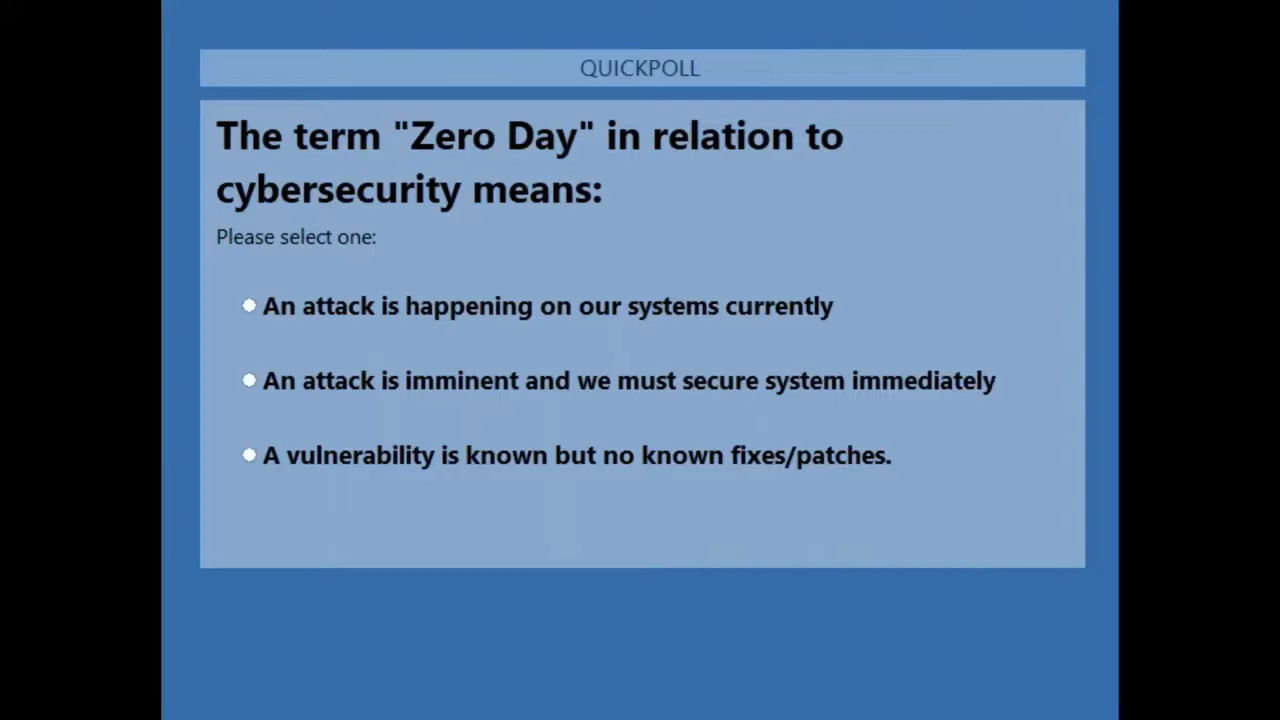 QUICKPOLL
The term "Zero Day" in relation to
cybersecurity means:
Please select one:
An attack is happening on our systems currently
An attack is imminent and we must secure system immediately
A vulnerability is known but no known fixes/patches.